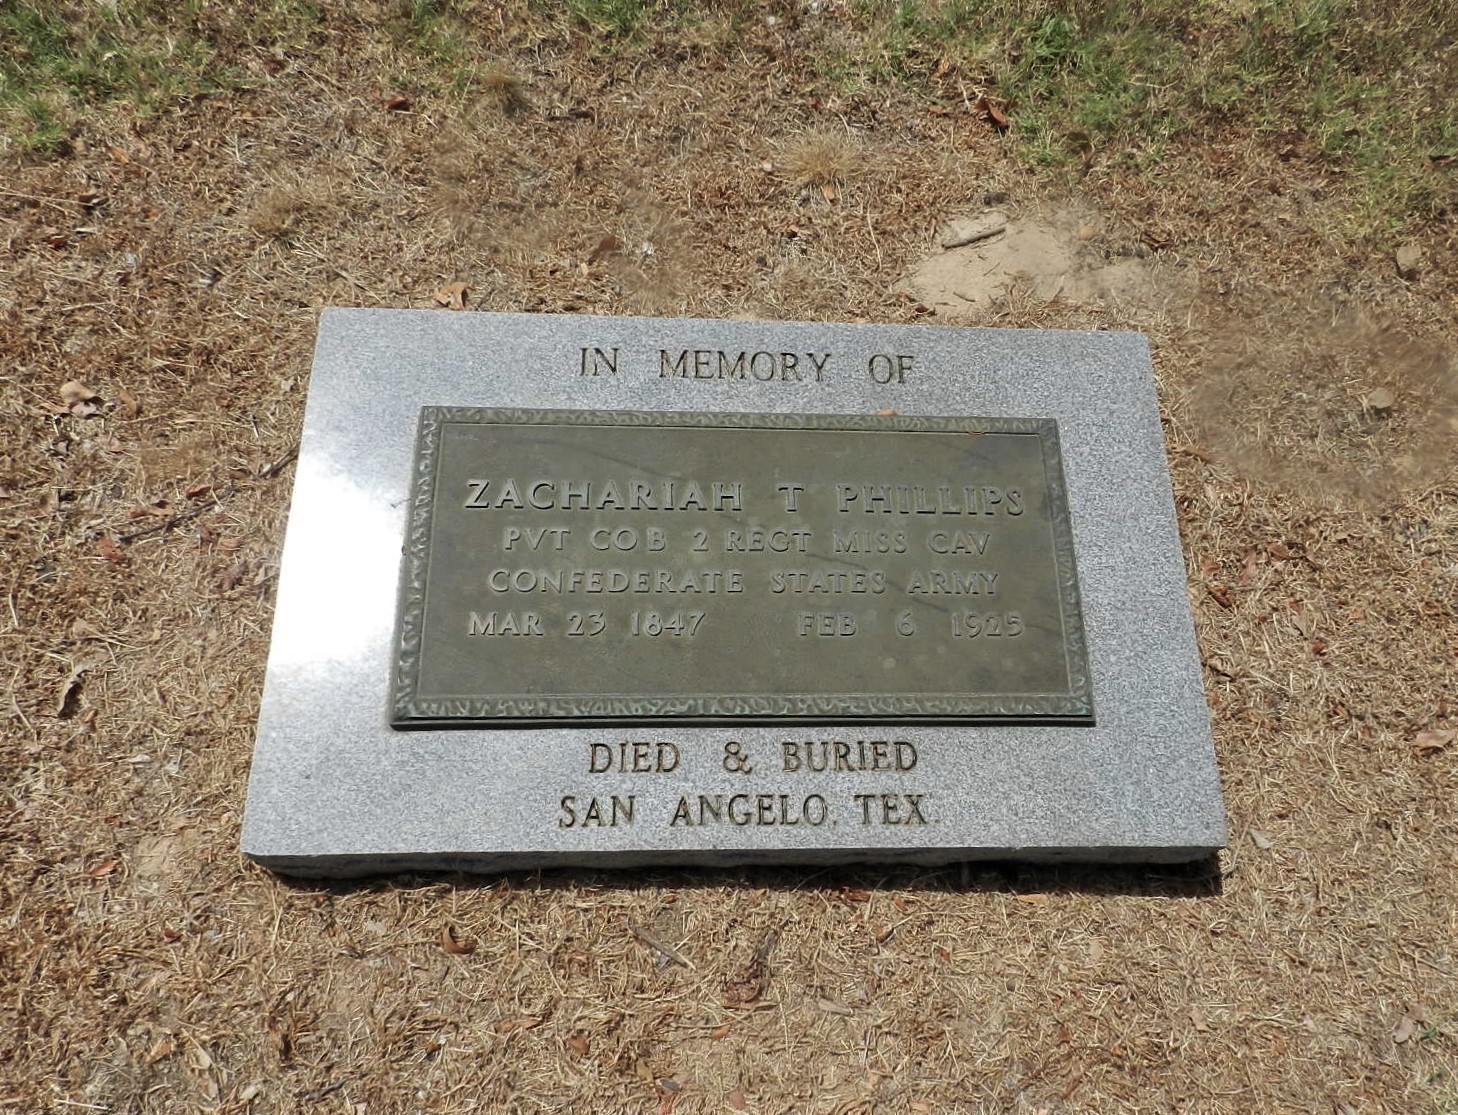 IN MEMORY OF
ZACHARIAH T PHILLIPS
PVT CO B 2 REGT MISS CAV
CONFEDERATE STATES ARMY
MAR 23 1847 FEB 6 1925
DIED & BURIED
SAN ANGELO, TEX.